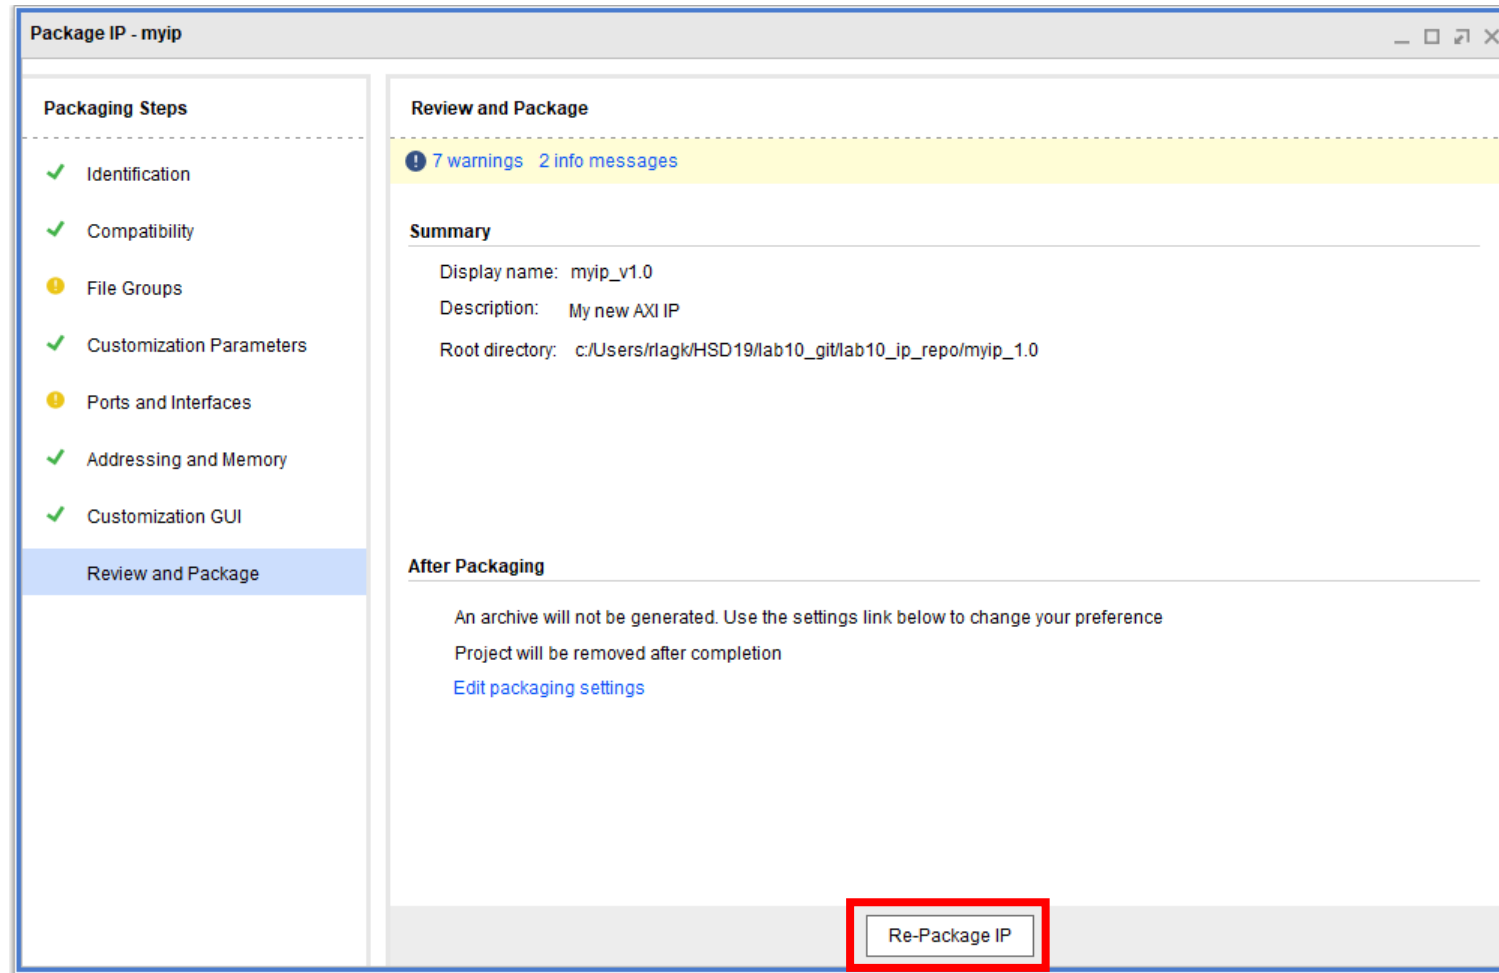 Package IP - myip
Packaging Steps
Identification
Compatibility
File Groups
Customization Parameters
Ports and Interfaces
Addressing and Memory
Customization GUI
Review and Package
Review and Package
7 warnings 2 info messages
Summary
Display name: myip_v1.0
Description: My new AXI IP
Root directory: c:/Users/rlagk/HSD19/lab10_git/lab10_ip_repo/myip_1.0
After Packaging
An archive will not be generated. Use the settings link below to change your preference
Project will be removed after completion
Edit packaging settings
Re-Package IP